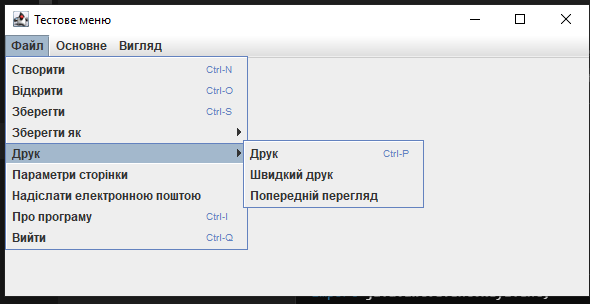 Тестове меню
Файл Основне Вигляд
Створити Ctrl-N
Відкрити Ctrl-O
Зберегти Ctrl-S
Зберегти як
Друк
Друк Ctrl-P
Параметри сторінки
Швидкий друк
Надіслати електронною поштою
Попередній перегляд
Про програму Ctrl-I
Вийти Ctrl-Q